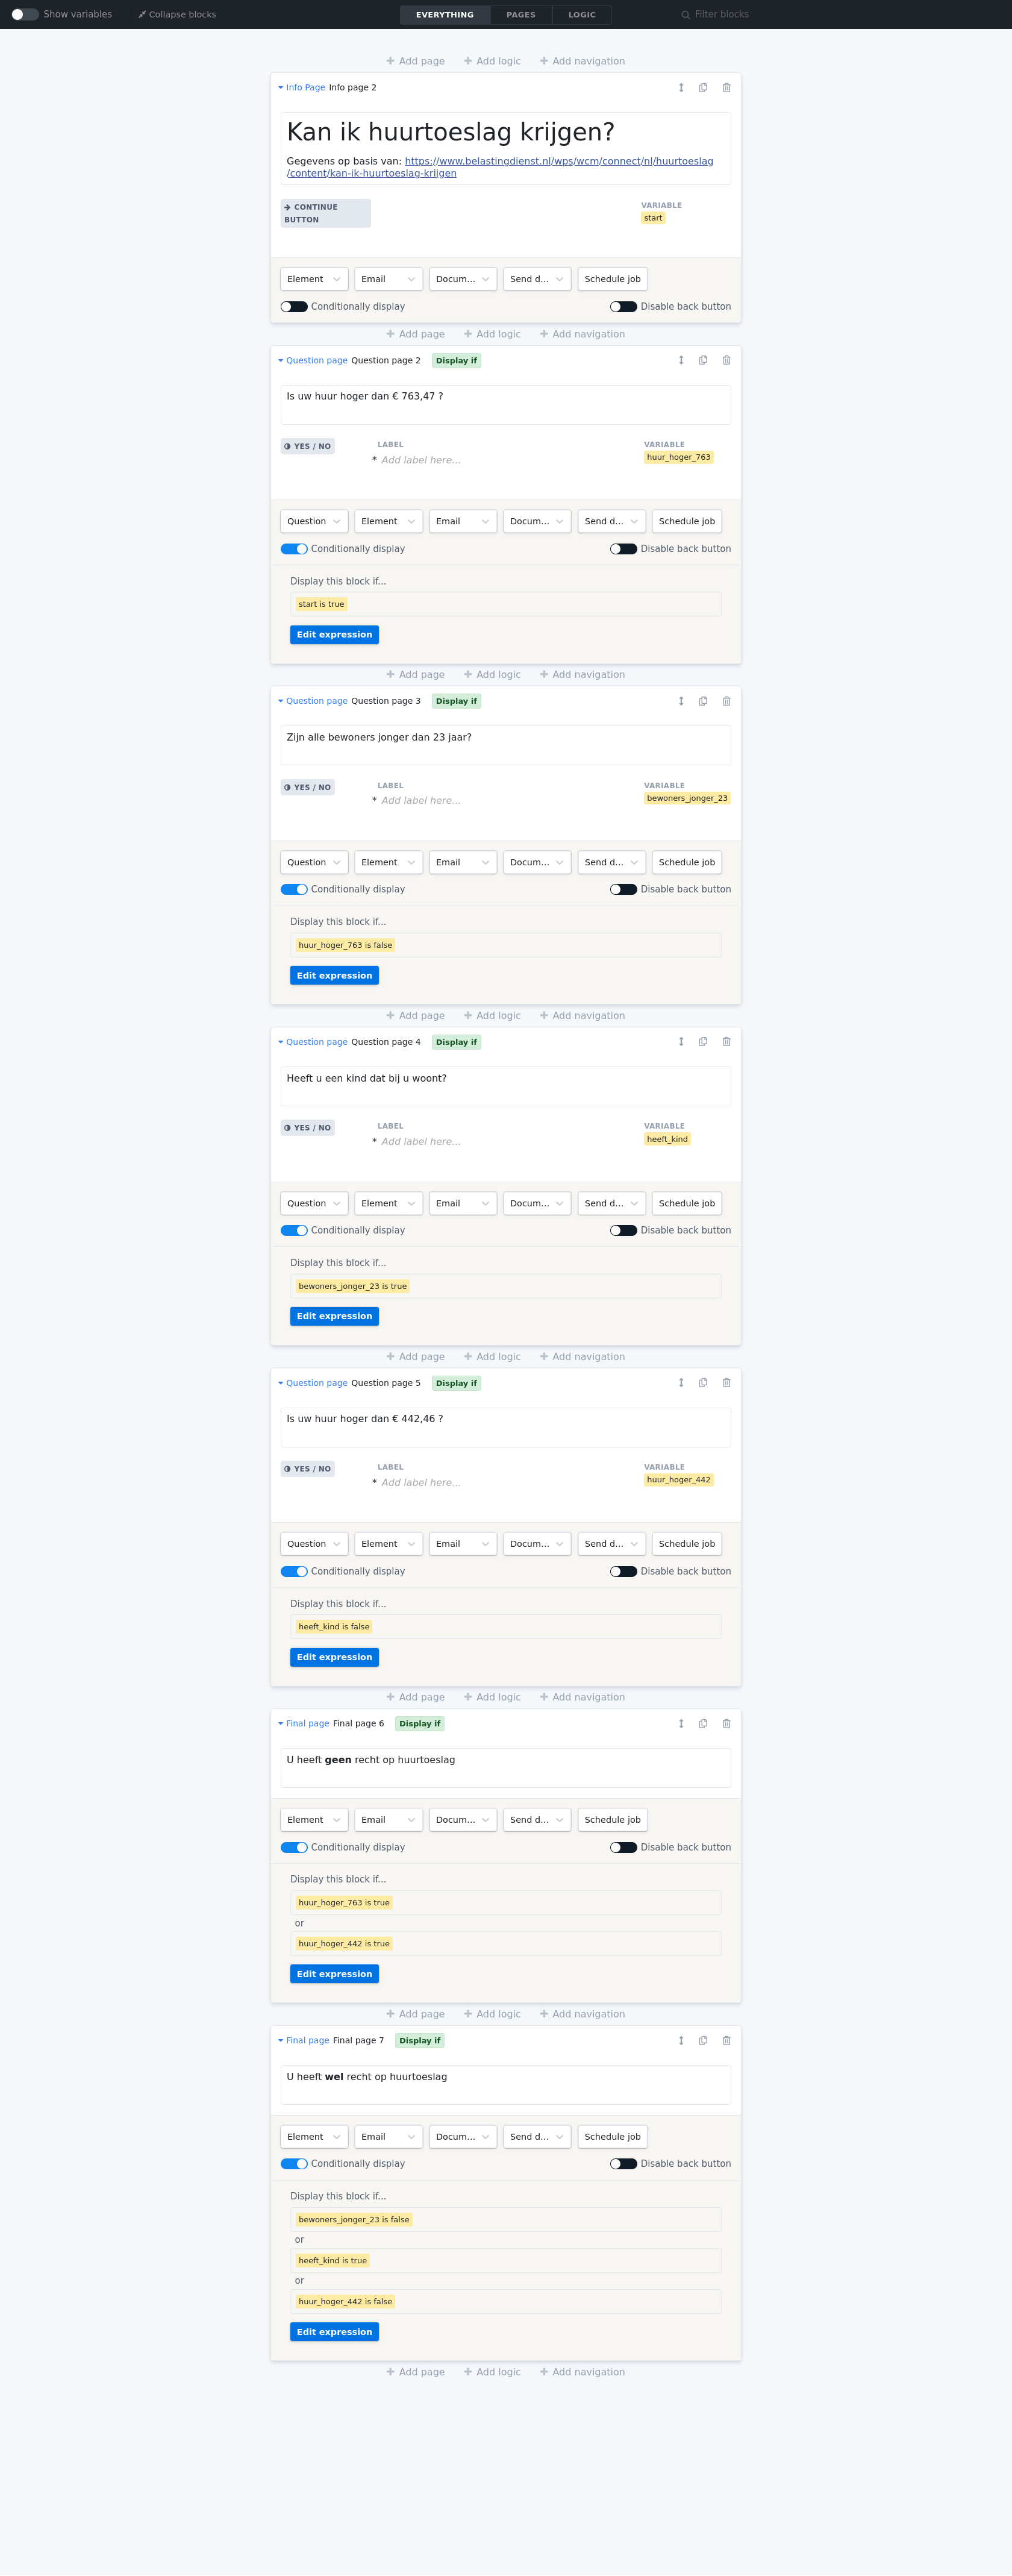 Show variables Collapse blocks EVERYTHING PAGES LOGIC Filter blocks
Add page Add logic Add navigation
Info Page Info page 2
Kan ik huurtoeslag krijgen?
Gegevens op basis van: https://www.belastingdienst.nl/wps/wcm/connect/nl/huurtoeslag
/content/kan-ik-huurtoeslag-krijgen
CONTINUE
BUTTON
VARIABLE
start
Element Email Docum... Send d... Schedule job
Conditionally display Disable back button
Add page Add logic Add navigation
Question page Question page 2 Display if
Is uw huur hoger dan € 763,47 ?
YES / NO LABEL VARIABLE
* Add label here... huur_hoger_763
Question Element Email Docum... Send d... Schedule job
Conditionally display Disable back button
Display this block if...
start is true
Edit expression
Add page Add logic Add navigation
Question page Question page 3 Display if
Zijn alle bewoners jonger dan 23 jaar?
YES / NO LABEL VARIABLE
* Add label here... bewoners_jonger_23
Question Element Email Docum... Send d... Schedule job
Conditionally display Disable back button
Display this block if...
huur_hoger_763 is false
Edit expression
Add page Add logic Add navigation
Question page Question page 4 Display if
Heeft u een kind dat bij u woont?
YES / NO LABEL VARIABLE
* Add label here... heeft_kind
Question Element Email Docum... Send d... Schedule job
Conditionally display Disable back button
Display this block if...
bewoners_jonger_23 is true
Edit expression
Add page Add logic Add navigation
Question page Question page 5 Display if
Is uw huur hoger dan € 442,46 ?
YES / NO LABEL VARIABLE
* Add label here... huur_hoger_442
Question Element Email Docum... Send d... Schedule job
Conditionally display Disable back button
Display this block if...
heeft_kind is false
Edit expression
Add page Add logic Add navigation
Final page Final page 6 Display if
U heeft geen recht op huurtoeslag
Element Email Docum... Send d... Schedule job
Conditionally display Disable back button
Display this block if...
huur_hoger_763 is true
or
huur_hoger_442 is true
Edit expression
Add page Add logic Add navigation
Final page Final page 7 Display if
U heeft wel recht op huurtoeslag
Element Email Docum... Send d... Schedule job
Conditionally display Disable back button
Display this block if...
bewoners_jonger_23 is false
or
heeft_kind is true
or
huur_hoger_442 is false
Edit expression
Add page Add logic Add navigation